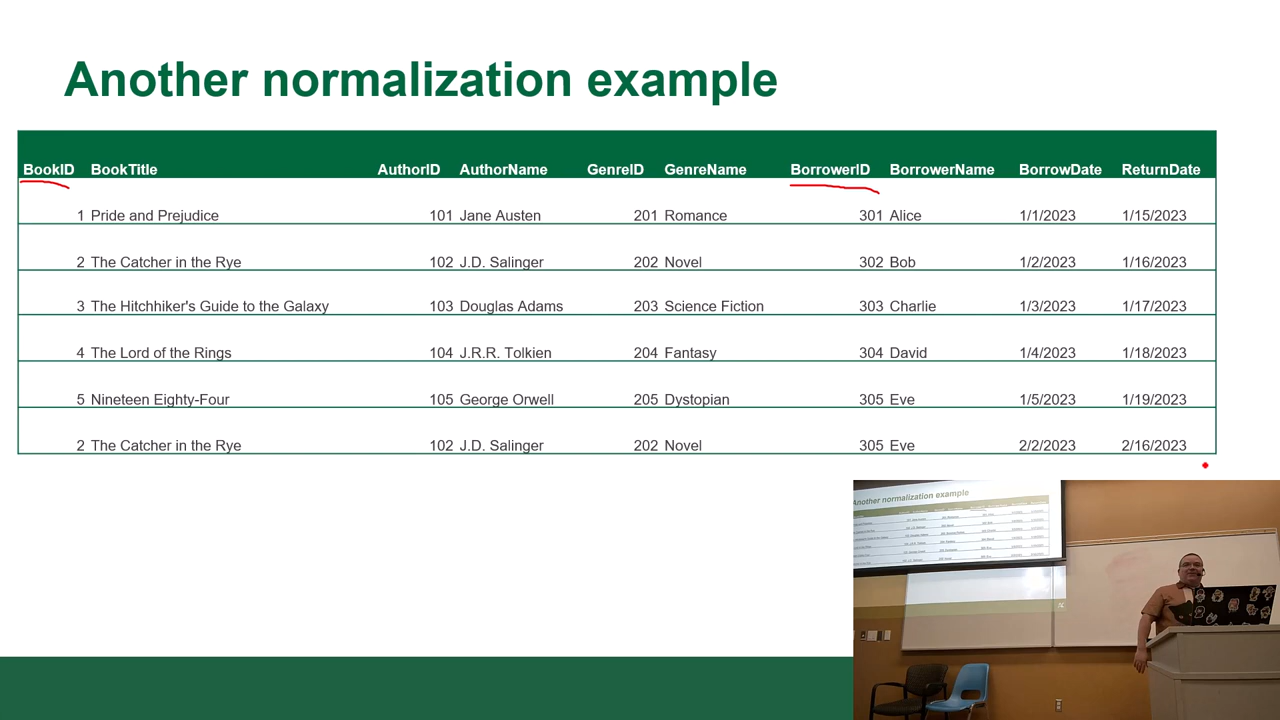 Another normalization example
BookID BookTitle AuthorID AuthorName GenreID GenreName BorrowerID BorrowerName BorrowDate ReturnDate
1 Pride and Prejudice 101 Jane Austen 201 Romance 301 Alice 1/1/2023 1/15/2023
2 The Catcher in the Rye 102 J.D. Salinger 202 Novel 302 Bob 1/2/2023 1/16/2023
3 The Hitchhiker's Guide to the Galaxy 103 Douglas Adams 203 Science Fiction 303 Charlie 1/3/2023 1/17/2023
4 The Lord of the Rings 104 J.R.R. Tolkien 204 Fantasy 304 David 1/4/2023 1/18/2023
5 Nineteen Eighty-Four 105 George Orwell 205 Dystopian 305 Eve 1/5/2023 1/19/2023
2 The Catcher in the Rye 102 J.D. Salinger 202 Novel 305 Eve 2/2/2023 2/16/2023
Another normalization example